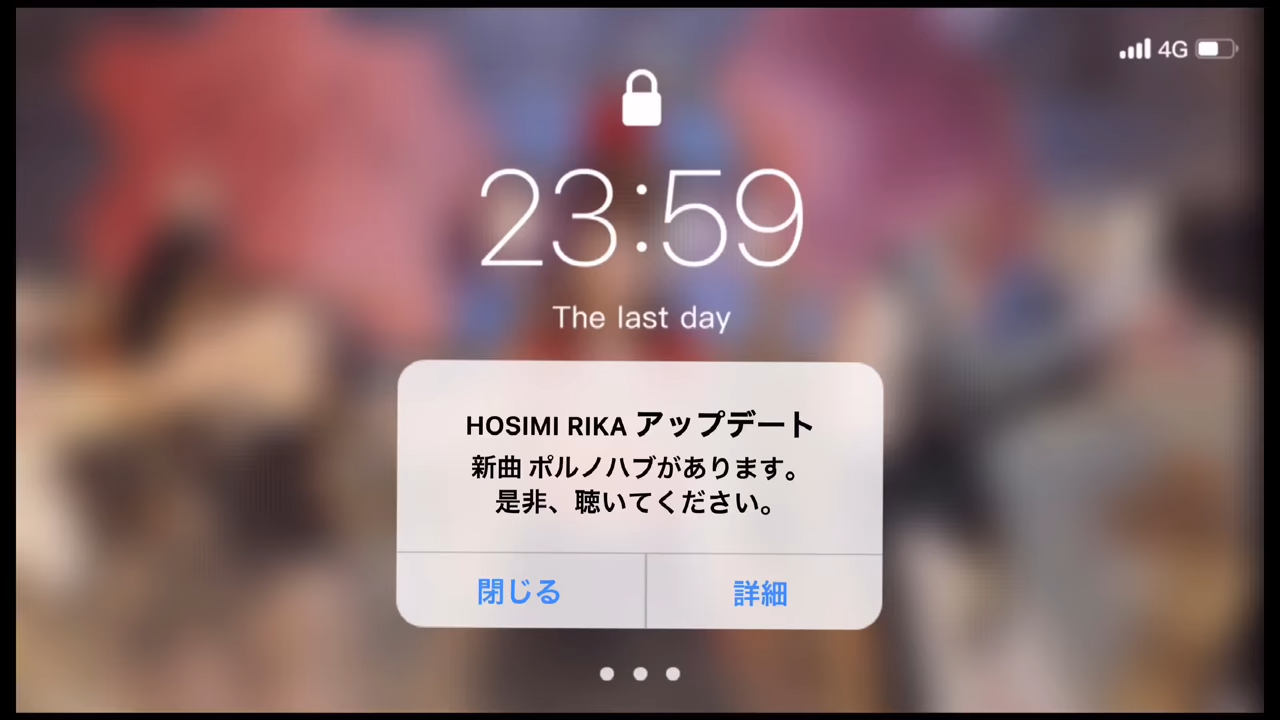 4G
23:59
The last day
HOSIMI RIKA アップデート
新曲 ポルノハブがあります。
是非、聴いてください。
閉じる
詳細